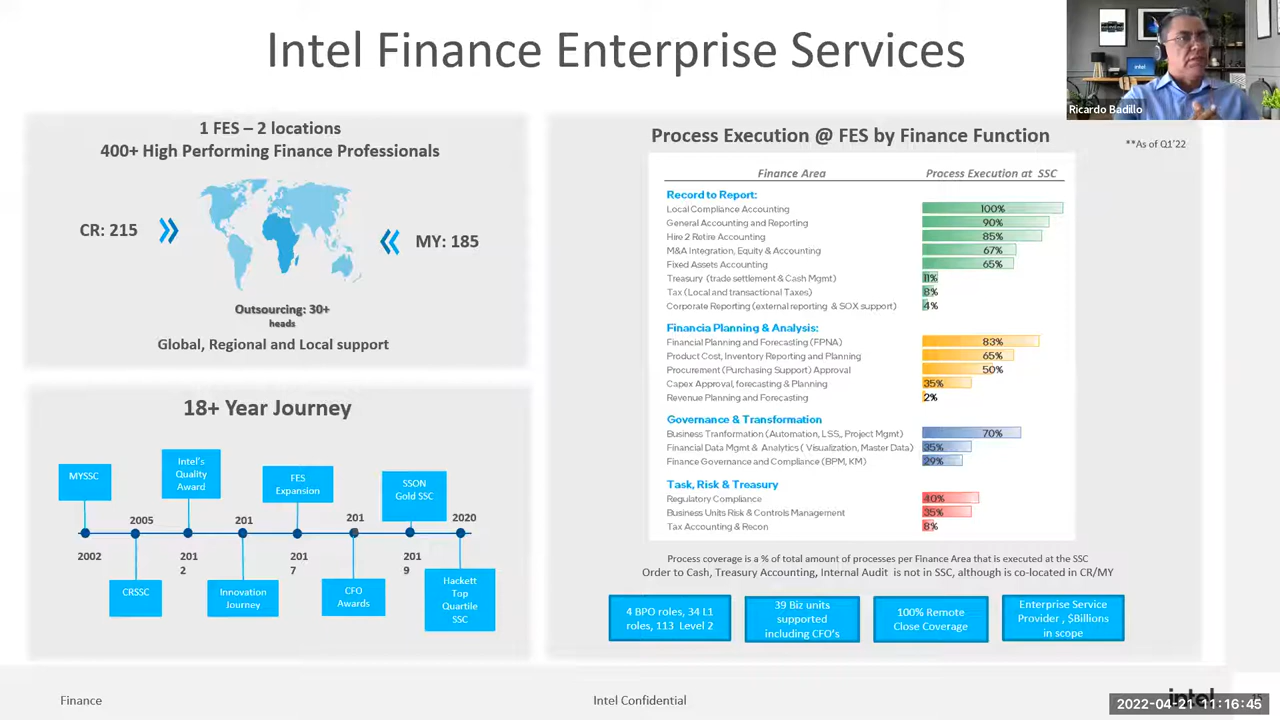 Intel Finance Enterprise Services
intel
Ricardo Badillo
1 FES – 2 locations
400+ High Performing Finance Professionals
CR: 215
MY: 185
Outsourcing: 30+
heads
Global, Regional and Local support
18+ Year Journey
MYSSC
Intel's
Quality
Award
FES
Expansion
SSON
Gold SSC
2005
201
201
2020
2002
201
2
201
7
201
9
CRSSC
Innovation
Journey
CFO
Awards
Hackett
Top
Quartile
SSC
Process Execution @ FES by Finance Function
**As of Q1'22
Finance Area Process Execution at SSC
Record to Report:
Local Compliance Accounting 100%
General Accounting and Reporting 90%
Hire 2 Retire Accounting 85%
M&A Integration, Equity & Accounting 67%
Fixed Assets Accounting 65%
Treasury (trade settlement & Cash Mgmt) 11%
Tax (Local and transactional Taxes) 8%
Corporate Reporting (external reporting & SOX support) 4%
Financial Planning & Analysis:
Financial Planning and Forecasting (FPNA) 83%
Product Cost, Inventory Reporting and Planning 65%
Procurement (Purchasing Support) Approval 50%
Capex Approval, forecasting & Planning 35%
Revenue Planning and Forecasting 2%
Governance & Transformation
Business Tranformation (Automation, LSS,, Project Mgmt) 70%
Financial Data Mgmt & Analytics ( Visualization, Master Data) 35%
Finance Governance and Compliance (BPM, KM) 29%
Task, Risk & Treasury
Regulatory Compliance 40%
Business Units Risk & Controls Management 35%
Tax Accounting & Recon 8%
Process coverage is a % of total amount of processes per Finance Area that is executed at the SSC
Order to Cash, Treasury Accounting, Internal Audit is not in SSC, although is co-located in CR/MY
4 BPO roles, 34 L1
roles, 113 Level 2
39 Biz units
supported
including CFO's
100% Remote
Close Coverage
Enterprise Service
Provider , $Billions
in scope
Finance
Intel Confidential
intel
2022-04-21 11:16:45